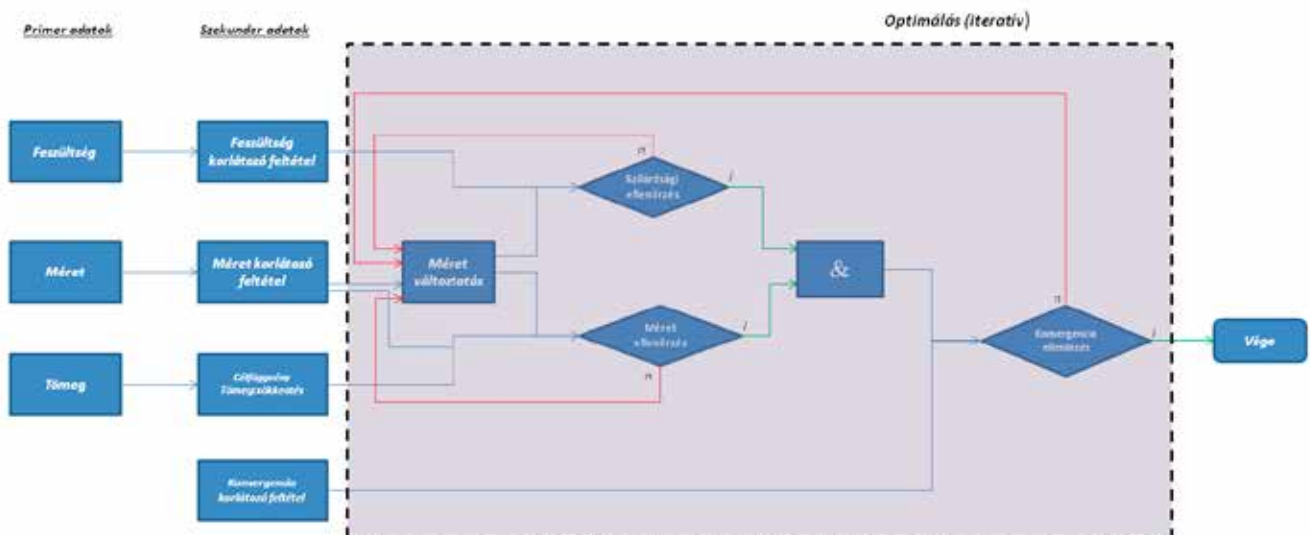 Optimálás (iteratív)
Primer adatok
Szekunder adatok
Feszültség
Feszültség
korlátozó feltétel
n
Szilárdsági
ellenőrzés
i
Méret
Méret korlátozó
feltétel
Méret
változtatás
&
Méret
ellenőrzés
i
n
n
Konvergencia
ellenőrzés
i
Vége
Tömeg
Célfüggvény
Tömegcsökkentés
Konvergencia
korlátozó feltétel